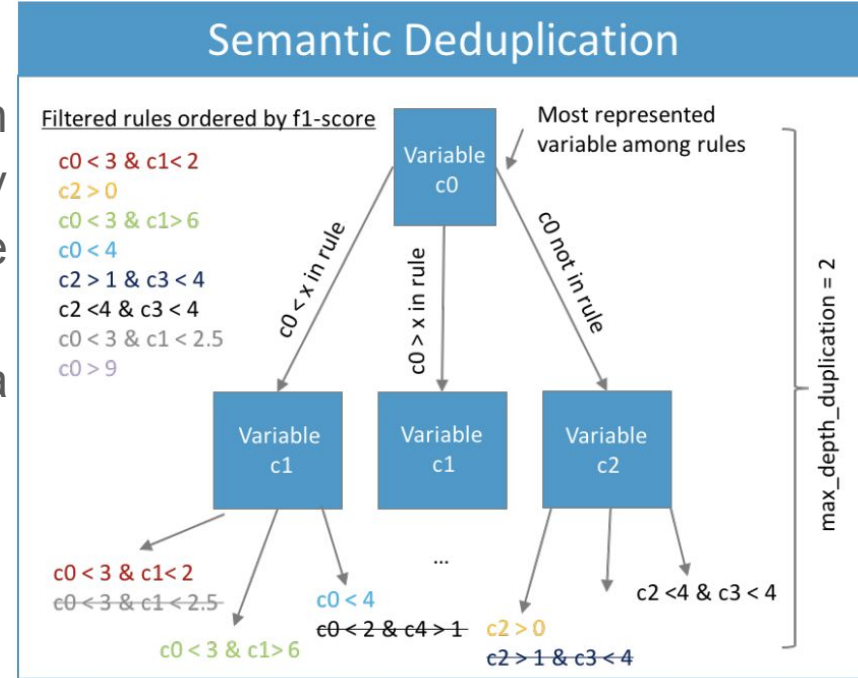 Semantic Deduplication
Filtered rules ordered by f1-score
c0 < 3 & c1< 2
c2 > 0
c0 < 3 & c1> 6
c0 < 4
c2 > 1 & c3 < 4
c2 <4 & c3 < 4
c0 < 3 & c1 < 2.5
c0 > 9
Variable
c0
Most represented
variable among rules
c0 < x in rule
c0 > x in rule
c0 not in rule
Variable
c1
Variable
c1
Variable
c2
max_depth_duplication = 2
c0 < 3 & c1< 2
c0 < 3 & c1 < 2.5
c0 < 3 & c1> 6
c0 < 4
c0 < 2 & c4 > 1
...
c2 > 0
c2 > 1 & c3 < 4
c2 <4 & c3 < 4